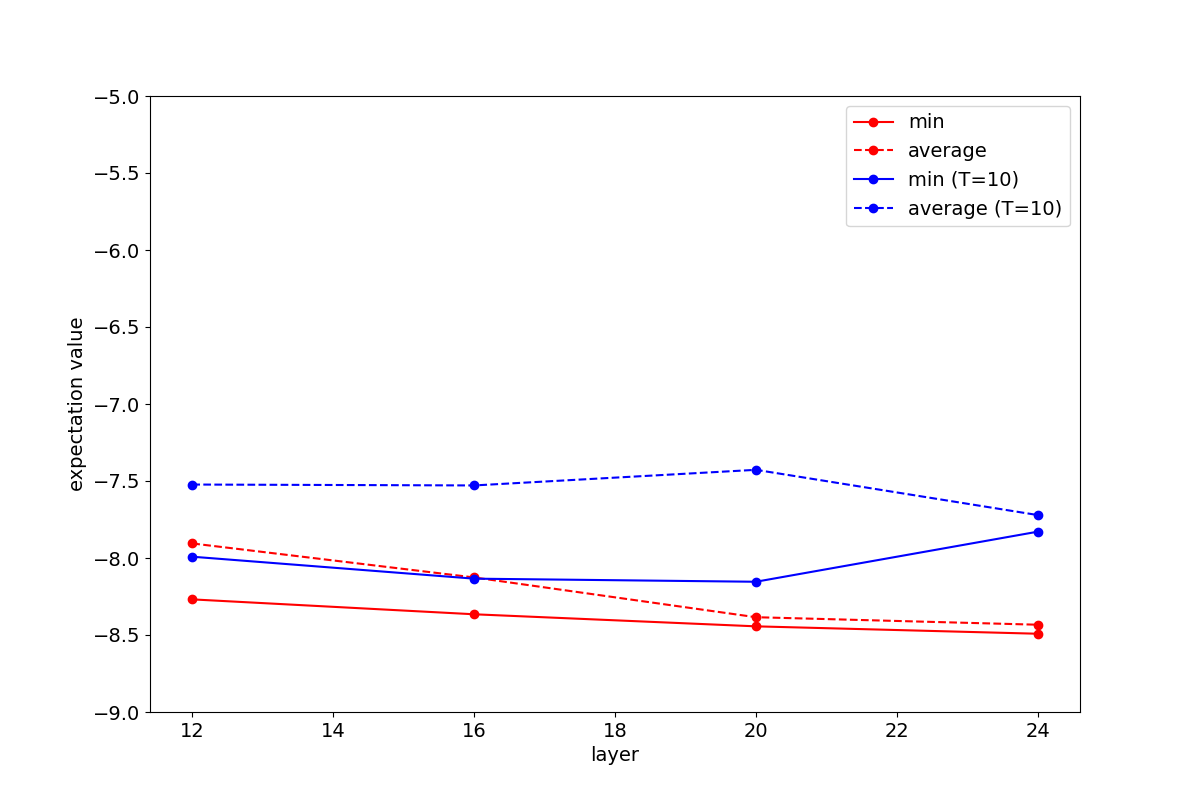 −5.0
−5.5
−6.0
−6.5
−7.0
−7.5
−8.0
−8.5
−9.0
expectation value
min
average
min (T=10)
average (T=10)
12 14 16 18 20 22 24
layer